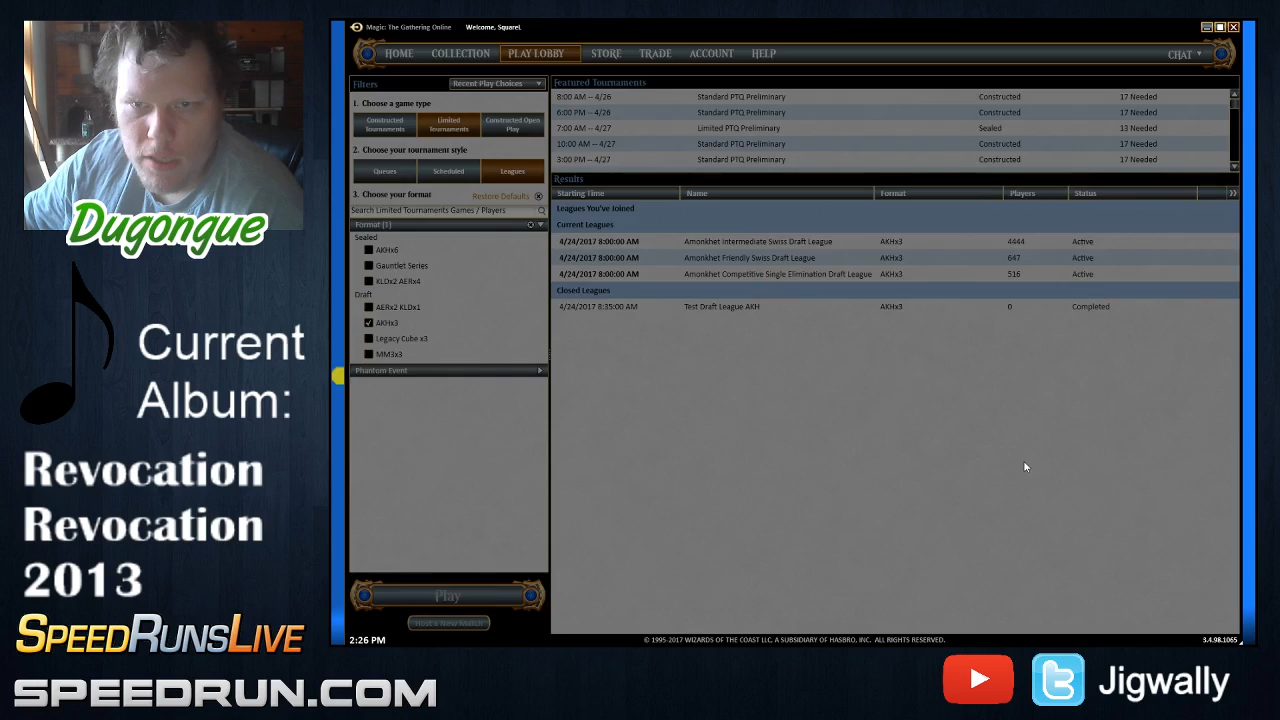 Magic: The Gathering Online Welcome, SquareL
HOME COLLECTION PLAY LOBBY STORE TRADE ACCOUNT HELP CHAT
Filters Recent Play Choices
1. Choose a game type
Constructed Tournaments Limited Tournaments Constructed Open Play
2. Choose your tournament style
Queues Scheduled Leagues
3. Choose your format Restore Defaults
Search Limited Tournaments Games / Players
Format (1)
Sealed
AKHx6
Gauntlet Series
KLDx2 AERx4
Draft
AERx2 KLDx1
AKHx3
Legacy Cube x3
MM3x3
Phantom Event
Play
Host a New Match
2:26 PM
Featured Tournaments
8:00 AM -- 4/26 Standard PTQ Preliminary Constructed 17 Needed
6:00 PM -- 4/26 Standard PTQ Preliminary Constructed 17 Needed
7:00 AM -- 4/27 Limited PTQ Preliminary Sealed 13 Needed
10:00 AM -- 4/27 Standard PTQ Preliminary Constructed 17 Needed
3:00 PM -- 4/27 Standard PTQ Preliminary Constructed 17 Needed
Results
Starting Time Name Format Players Status
Leagues You've Joined
Current Leagues
4/24/2017 8:00:00 AM Amonkhet Intermediate Swiss Draft League AKHx3 4444 Active
4/24/2017 8:00:00 AM Amonkhet Friendly Swiss Draft League AKHx3 647 Active
4/24/2017 8:00:00 AM Amonkhet Competitive Single Elimination Draft League AKHx3 516 Active
Closed Leagues
4/24/2017 8:35:00 AM Test Draft League AKH AKHx3 0 Completed
© 1995-2017 WIZARDS OF THE COAST LLC, A SUBSIDIARY OF HASBRO, INC. ALL RIGHTS RESERVED.
3.4.98.1065
Dugongue
Current
Album:
Revocation
Revocation
2013
SPEEDRUNSLIVE
SPEEDRUN.COM
Jigwally